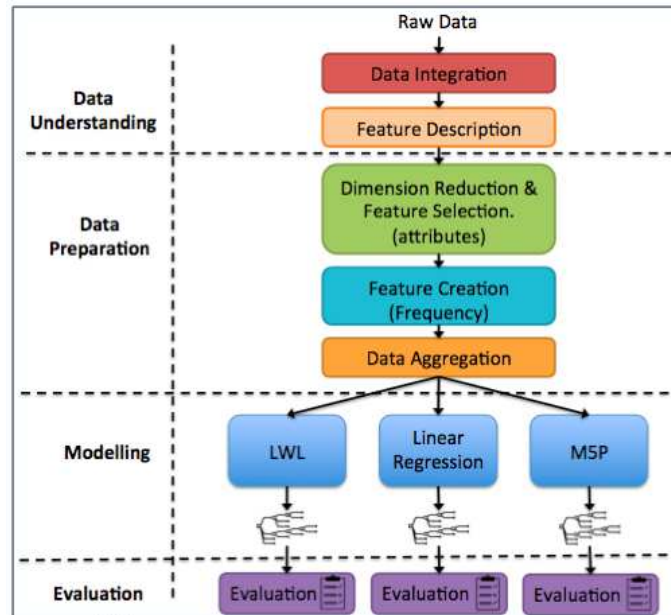 Raw Data
Data Integration
Data
Understanding
Feature Description
Dimension Reduction &
Feature Selection.
(attributes)
Data
Preparation
Feature Creation
(Frequency)
Data Aggregation
Modelling
LWL
Linear
Regression
M5P
Evaluation
Evaluation
Evaluation
Evaluation